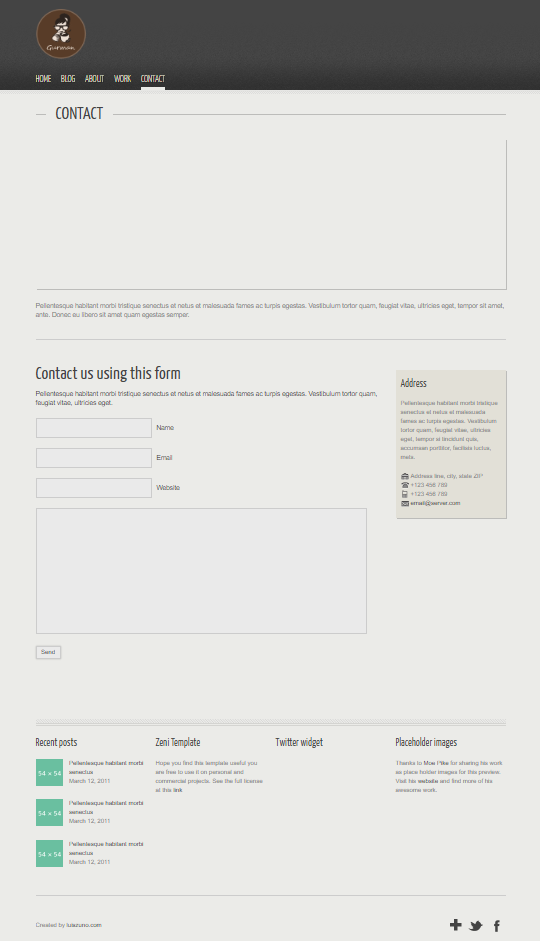 Gurman
HOME BLOG ABOUT WORK CONTACT
CONTACT
Pellentesque habitant morbi tristique senectus et netus et malesuada fames ac turpis egestas. Vestibulum tortor quam, feugiat vitae, ultricies eget, tempor sit amet,
ante. Donec eu libero sit amet quam egestas semper.
Contact us using this form
Pellentesque habitant morbi tristique senectus et netus et malesuada fames ac turpis egestas. Vestibulum tortor quam,
feugiat vitae, ultricies eget.
Name
Email
Website
Send
Address
Pellentesque habitant morbi tristique
senectus et netus et malesuada
fames ac turpis egestas. Vestibulum
tortor quam, feugiat vitae, ultricies
eget, tempor si tincidunt quis,
accumsan porttitor, facilisis luctus,
metus
Address line, city, state ZIP
+123 456 789
+123 456 789
email@server.com
Recent posts
54 × 54
Pellentesque habitant morbi
senectus
March 12, 2011
54 × 54
Pellentesque habitant morbi
senectus
March 12, 2011
54 × 54
Pellentesque habitant morbi
senectus
March 12, 2011
Zeni Template
Hope you find this template useful you
are free to use it on personal and
commercial projects. See the full license
at this link
Twitter widget
Placeholder images
Thanks to Moe Pike for sharing his work
as place holder images for this preview.
Visit his website and find more of his
awesome work.
Created by luiszuno.com